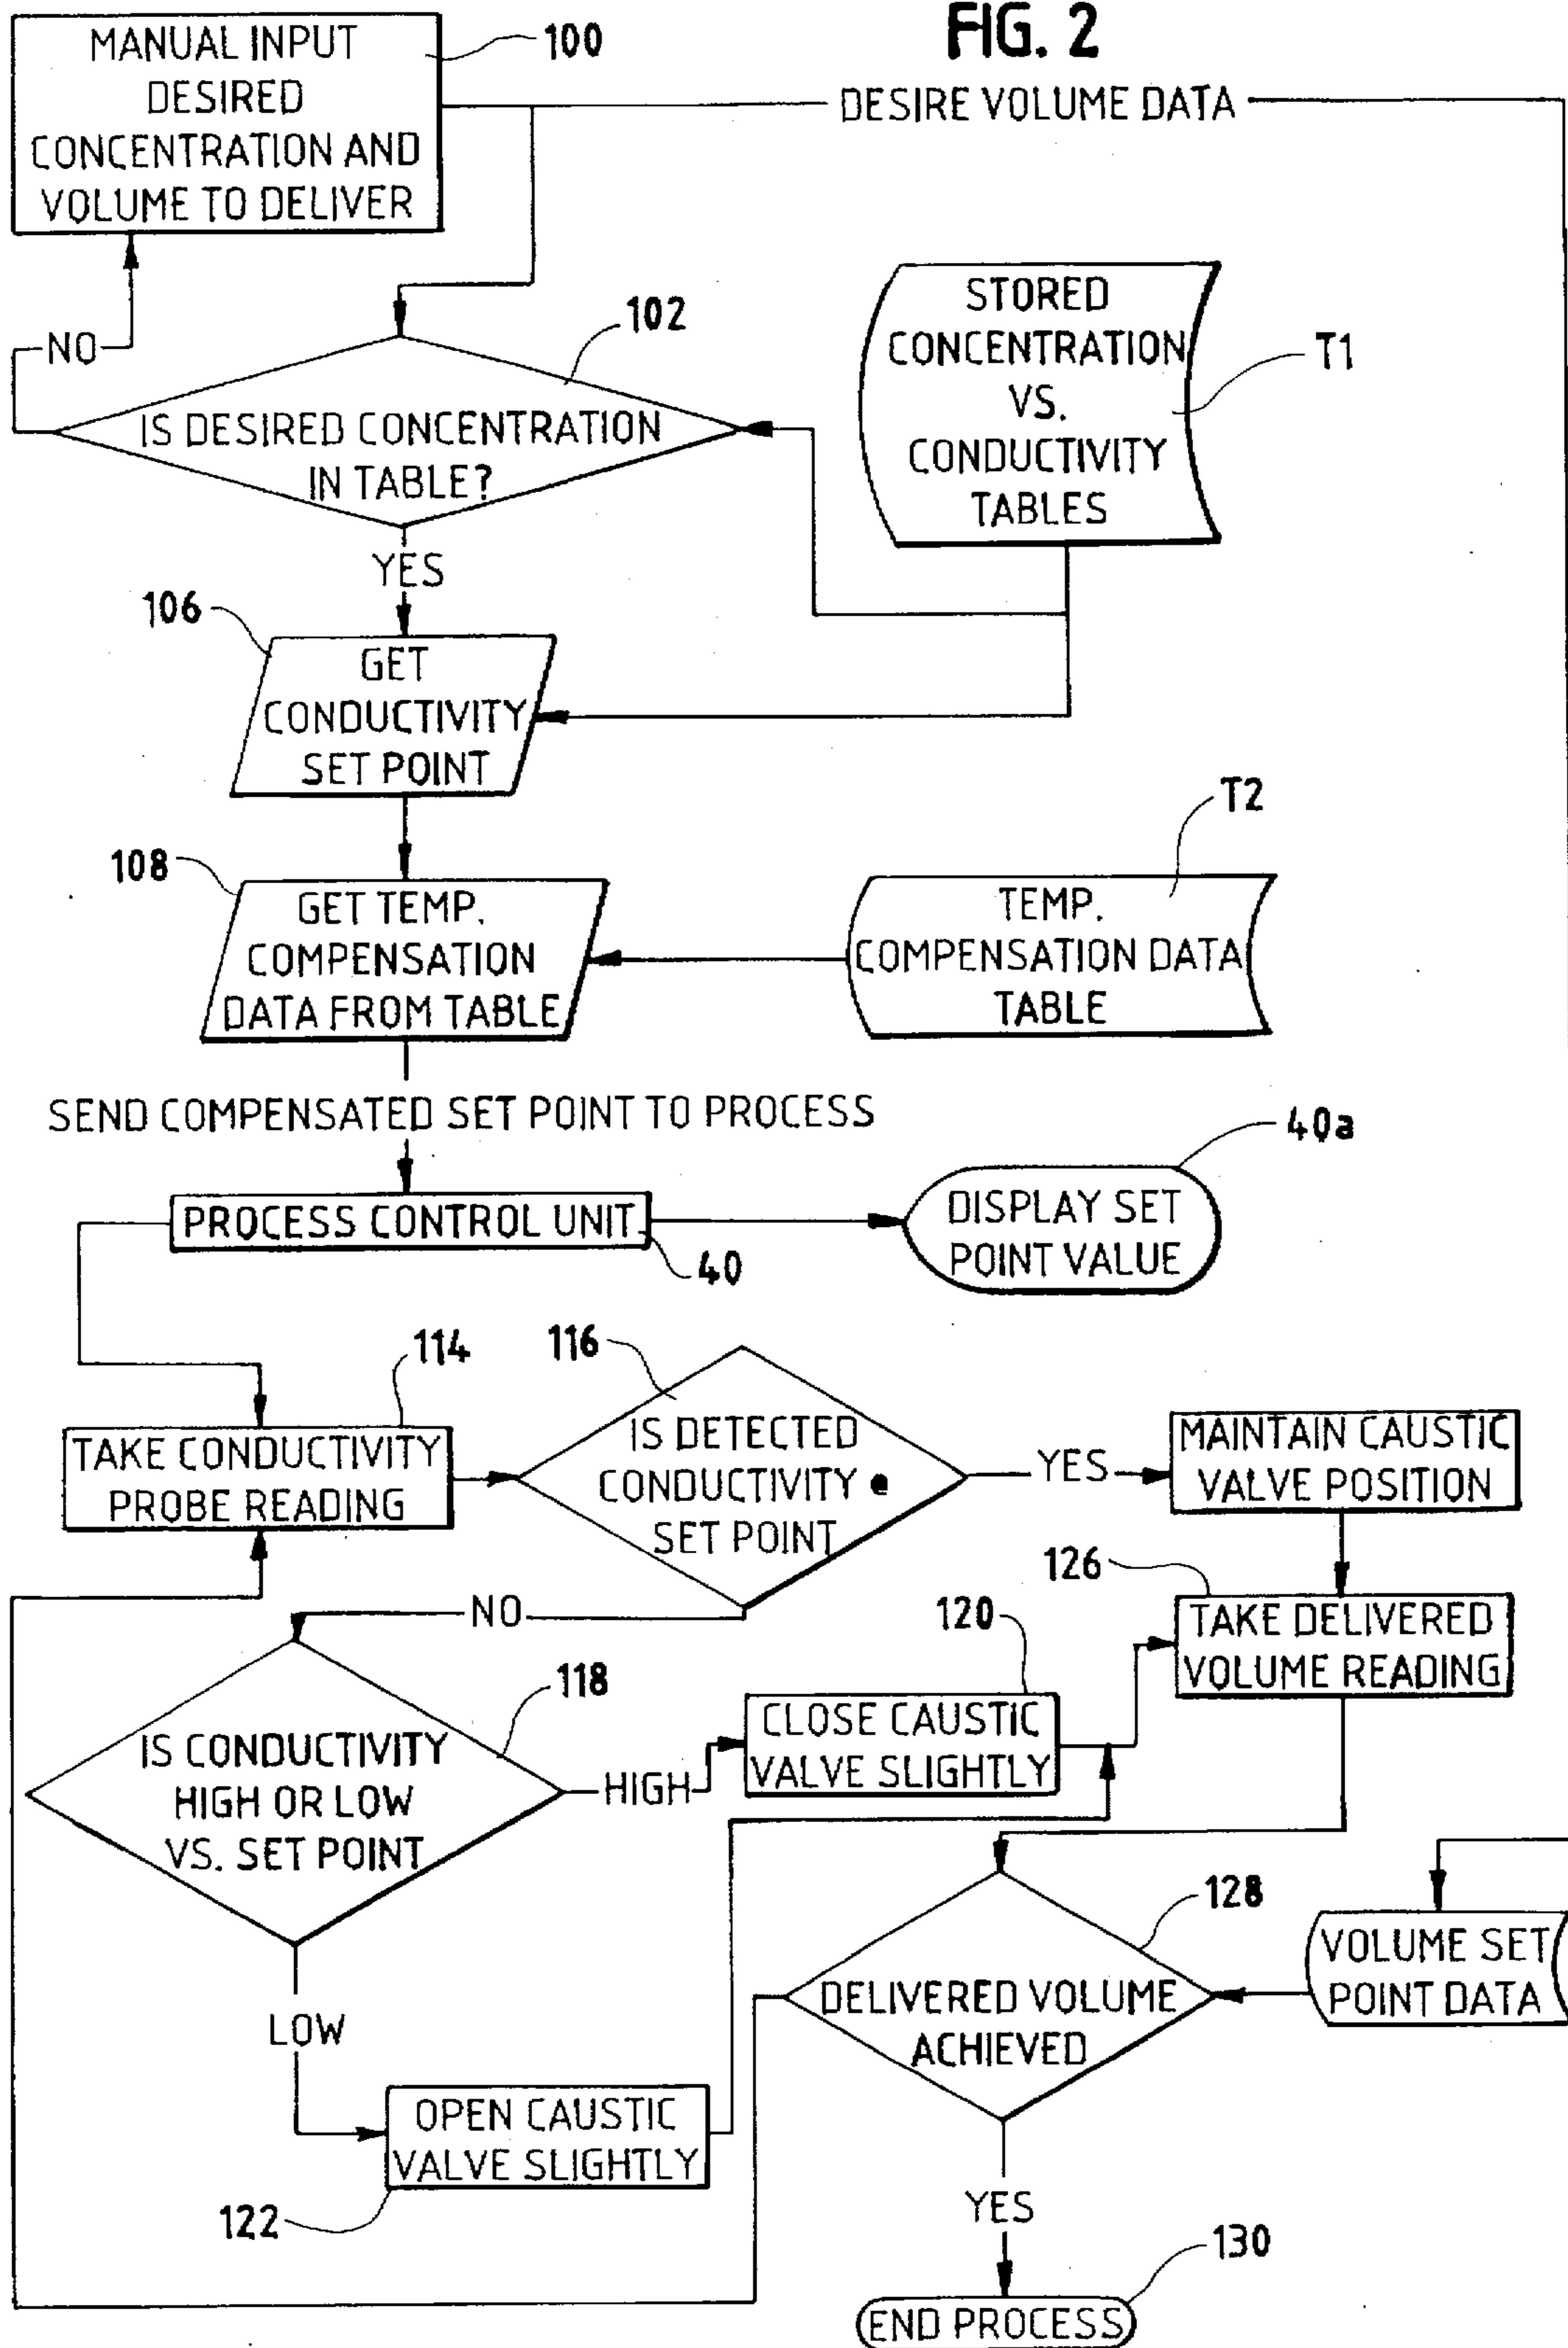 FIG. 2
MANUAL INPUT
DESIRED
CONCENTRATION AND
VOLUME TO DELIVER
100
DESIRE VOLUME DATA
NO
102
IS DESIRED CONCENTRATION
IN TABLE?
STORED
CONCENTRATION
VS.
CONDUCTIVITY
TABLES
T1
YES
106
GET
CONDUCTIVITY
SET POINT
T2
108
GET TEMP.
COMPENSATION
DATA FROM TABLE
TEMP.
COMPENSATION DATA
TABLE
SEND COMPENSATED SET POINT TO PROCESS
40a
PROCESS CONTROL UNIT
40
DISPLAY SET
POINT VALUE
114
116
TAKE CONDUCTIVITY
PROBE READING
IS DETECTED
CONDUCTIVITY @
SET POINT
YES
MAINTAIN CAUSTIC
VALVE POSITION
126
NO
120
TAKE DELIVERED
VOLUME READING
118
IS CONDUCTIVITY
HIGH OR LOW
VS. SET POINT
HIGH
CLOSE CAUSTIC
VALVE SLIGHTLY
128
DELIVERED VOLUME
ACHIEVED
VOLUME SET
POINT DATA
LOW
OPEN CAUSTIC
VALVE SLIGHTLY
122
YES
130
END PROCESS